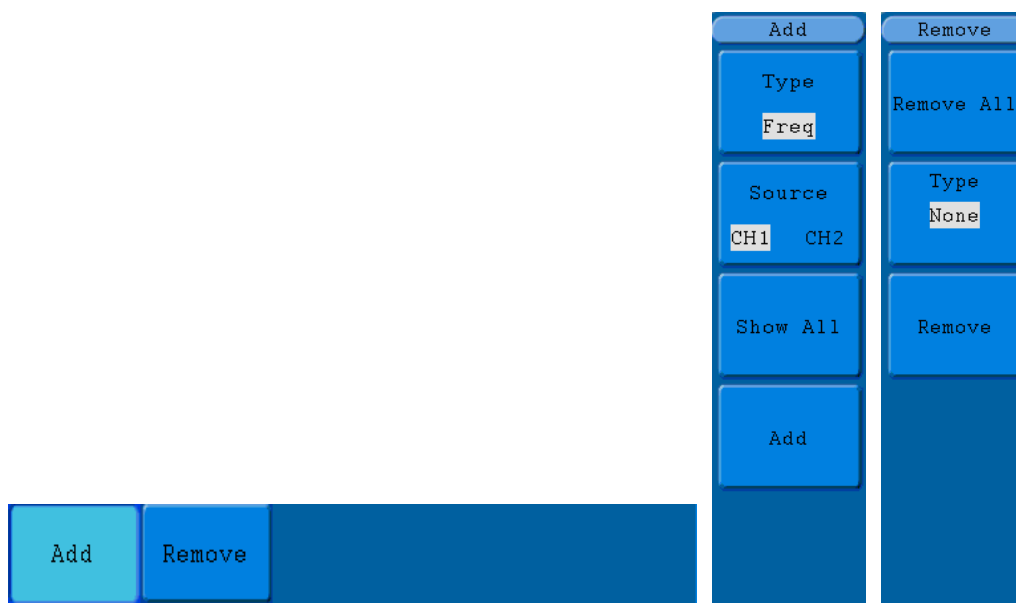 Add
Type
Freq
Source
CH1 CH2
Show All
Add
Remove
Remove All
Type
None
Remove
Add Remove